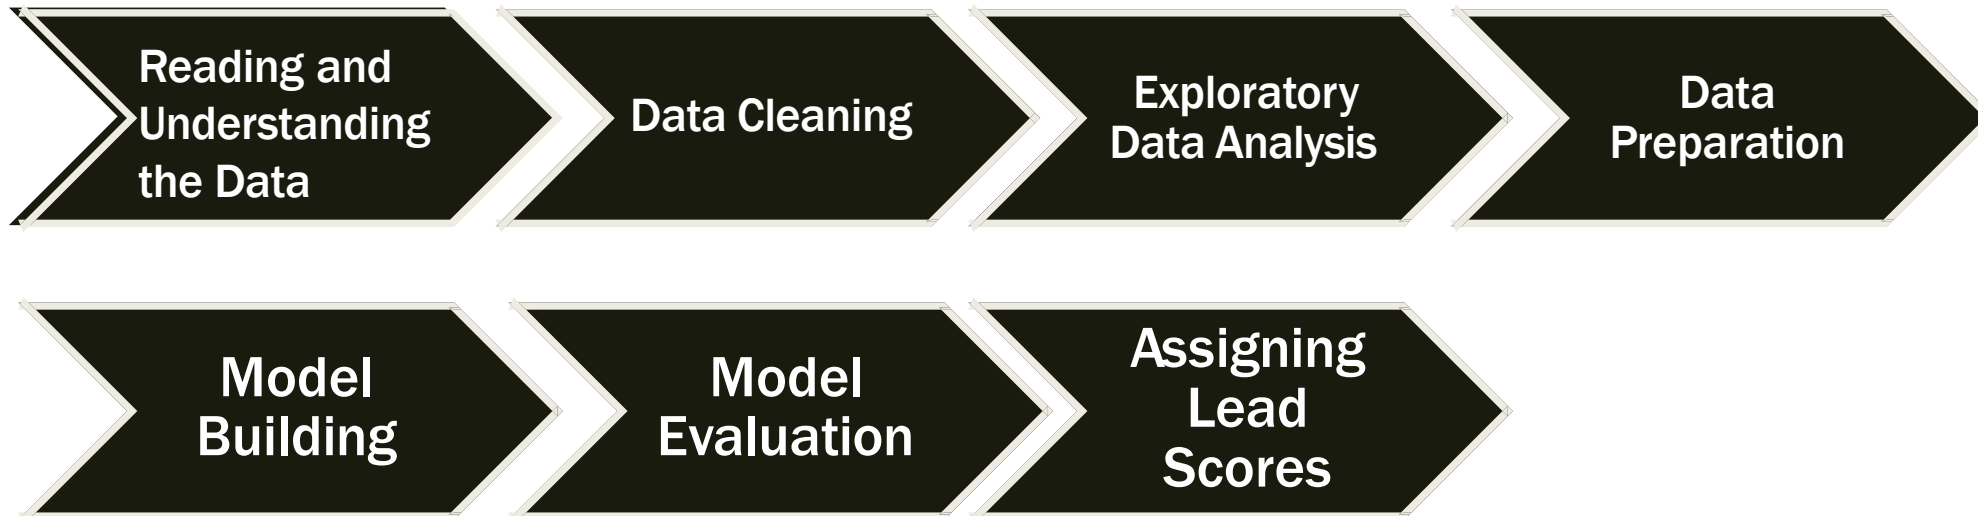 Reading and
Understanding
the Data
Data Cleaning
Exploratory
Data Analysis
Data
Preparation
Model
Building
Model
Evaluation
Assigning
Lead
Scores